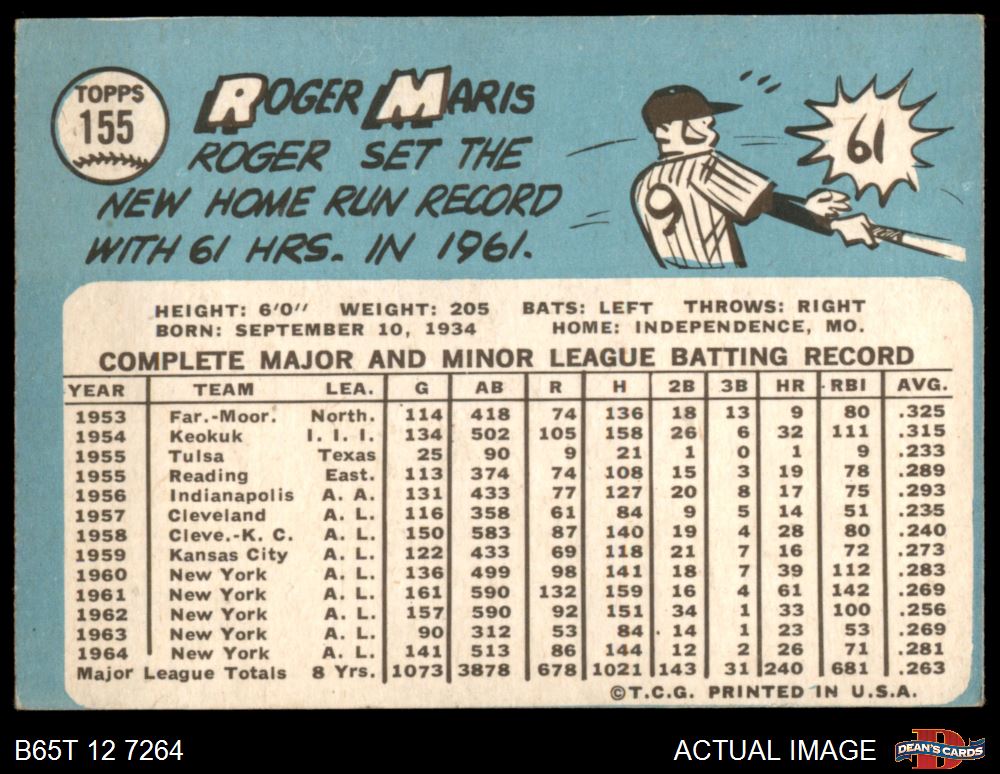 TOPPS
155
ROGER MARIS
ROGER SET THE
NEW HOME RUN RECORD
WITH 61 HRS. IN 1961.
61
9
HEIGHT: 6'0" WEIGHT: 205 BATS: LEFT THROWS: RIGHT
BORN: SEPTEMBER 10, 1934 HOME: INDEPENDENCE, MO.
COMPLETE MAJOR AND MINOR LEAGUE BATTING RECORD
YEAR TEAM LEA. G AB R H 2B 3B HR RBI AVG.
1953 Far.-Moor. North. 114 418 74 136 18 13 9 80 .325
1954 Keokuk I. I. I. 134 502 105 158 26 6 32 111 .315
1955 Tulsa Texas 25 90 9 21 1 0 1 9 .233
1955 Reading East. 113 374 74 108 15 3 19 78 .289
1956 Indianapolis A. A. 131 433 77 127 20 8 17 75 .293
1957 Cleveland A. L. 116 358 61 84 9 5 14 51 .235
1958 Cleve.-K. C. A. L. 150 583 87 140 19 4 28 80 .240
1959 Kansas City A. L. 122 433 69 118 21 7 16 72 .273
1960 New York A. L. 136 499 98 141 18 7 39 112 .283
1961 New York A. L. 161 590 132 159 16 4 61 142 .269
1962 New York A. L. 157 590 92 151 34 1 33 100 .256
1963 New York A. L. 90 312 53 84 14 1 23 53 .269
1964 New York A. L. 141 513 86 144 12 2 26 71 .281
Major League Totals 8 Yrs. 1073 3878 678 1021 143 31 240 681 .263
©T.C.G. PRINTED IN U.S.A.
B65T 12 7264
ACTUAL IMAGE
DEAN'S CARDS